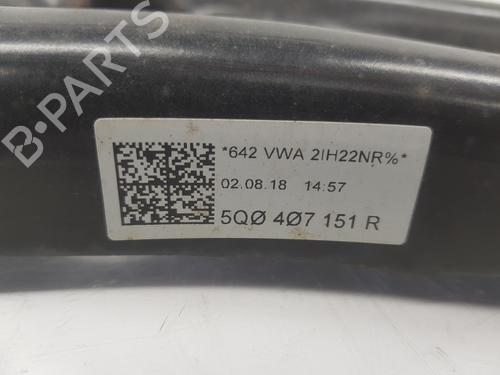 *642 VWA 2IH22NR%*
02.08.18 14:57
5QØ 4Ø7 151 R
B-PARTS